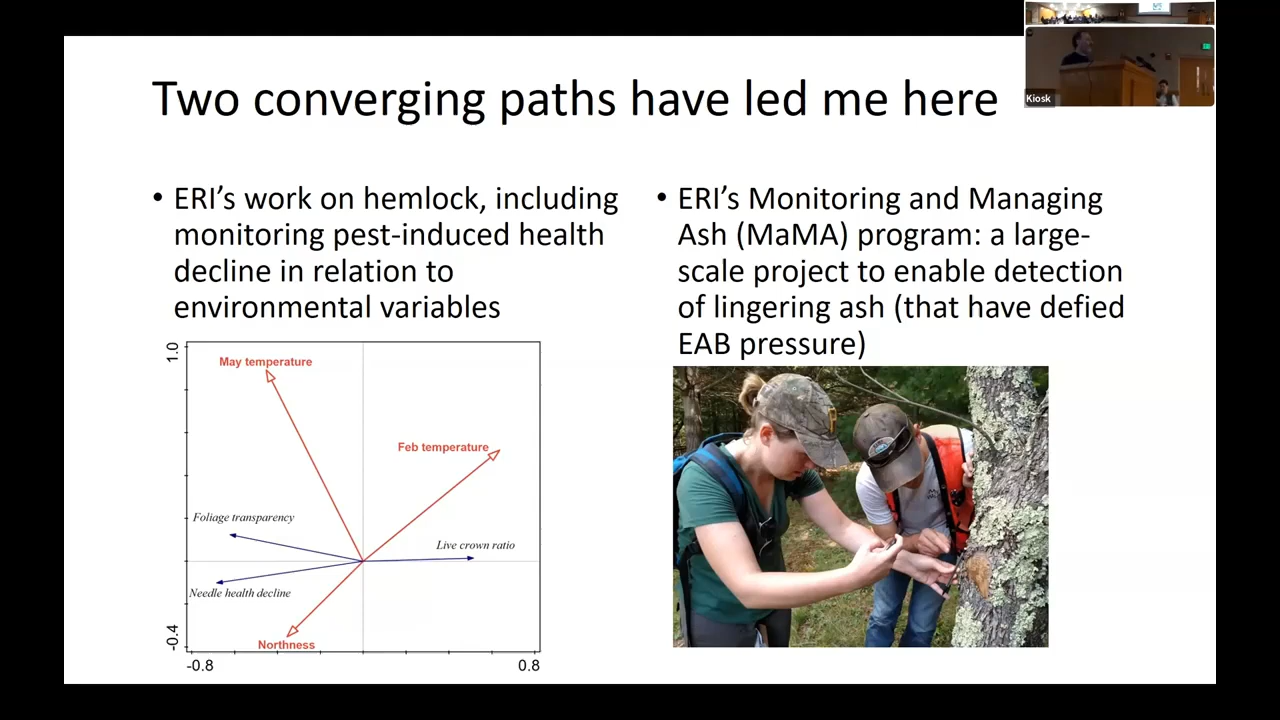 Two converging paths have led me here
Kiosk
• ERI's work on hemlock, including
monitoring pest-induced health
decline in relation to
environmental variables
• ERI's Monitoring and Managing
Ash (MaMA) program: a large-
scale project to enable detection
of lingering ash (that have defied
EAB pressure)
1.0
May temperature
Feb temperature
Foliage transparency
Live crown ratio
Needle health decline
Northness
-0.4
-0.8
0.8